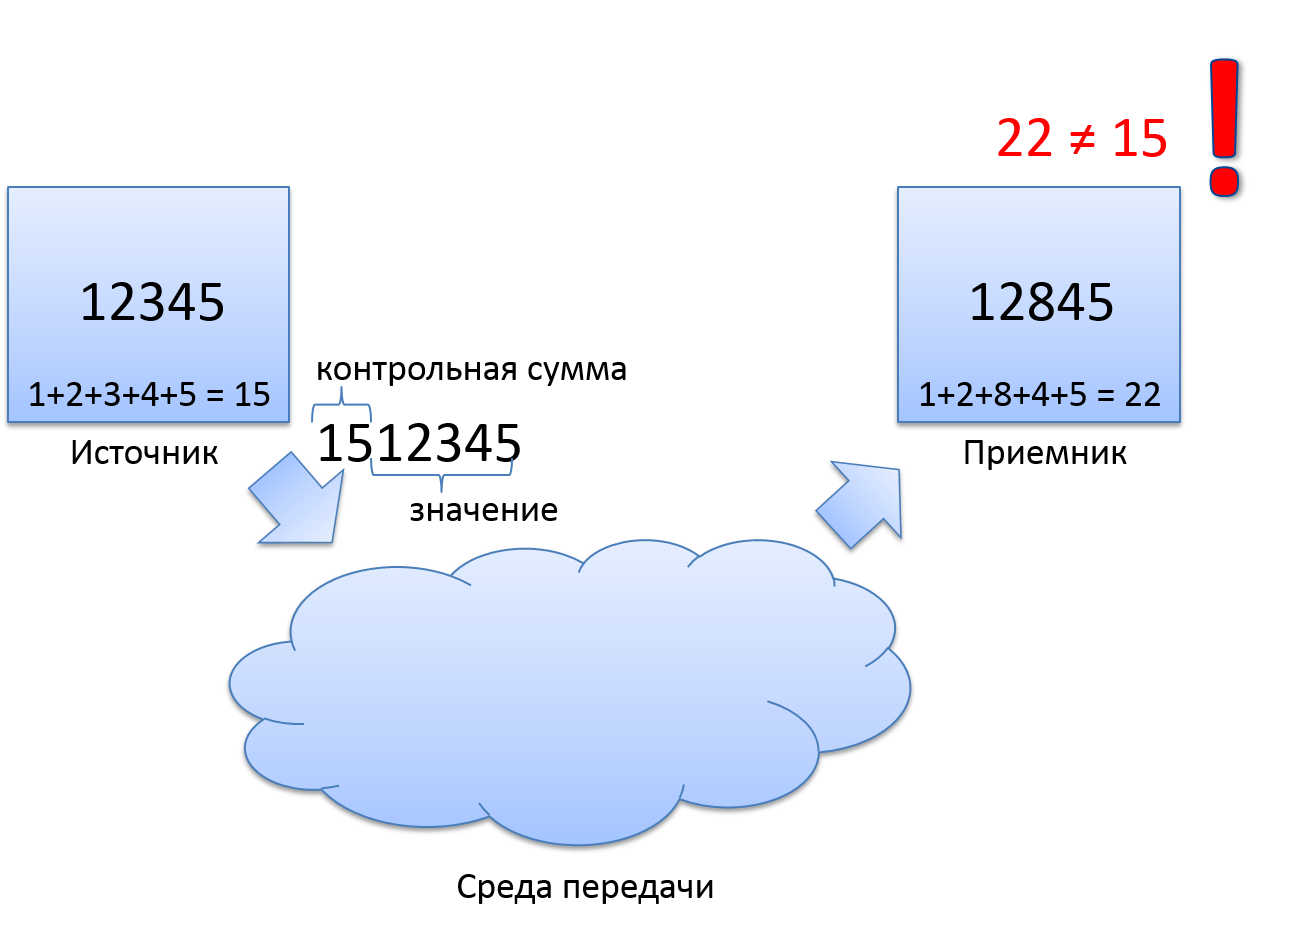 22 ≠ 15
!
12345
1+2+3+4+5 = 15
Источник
контрольная сумма
1512345
значение
12845
1+2+8+4+5 = 22
Приемник
Среда передачи